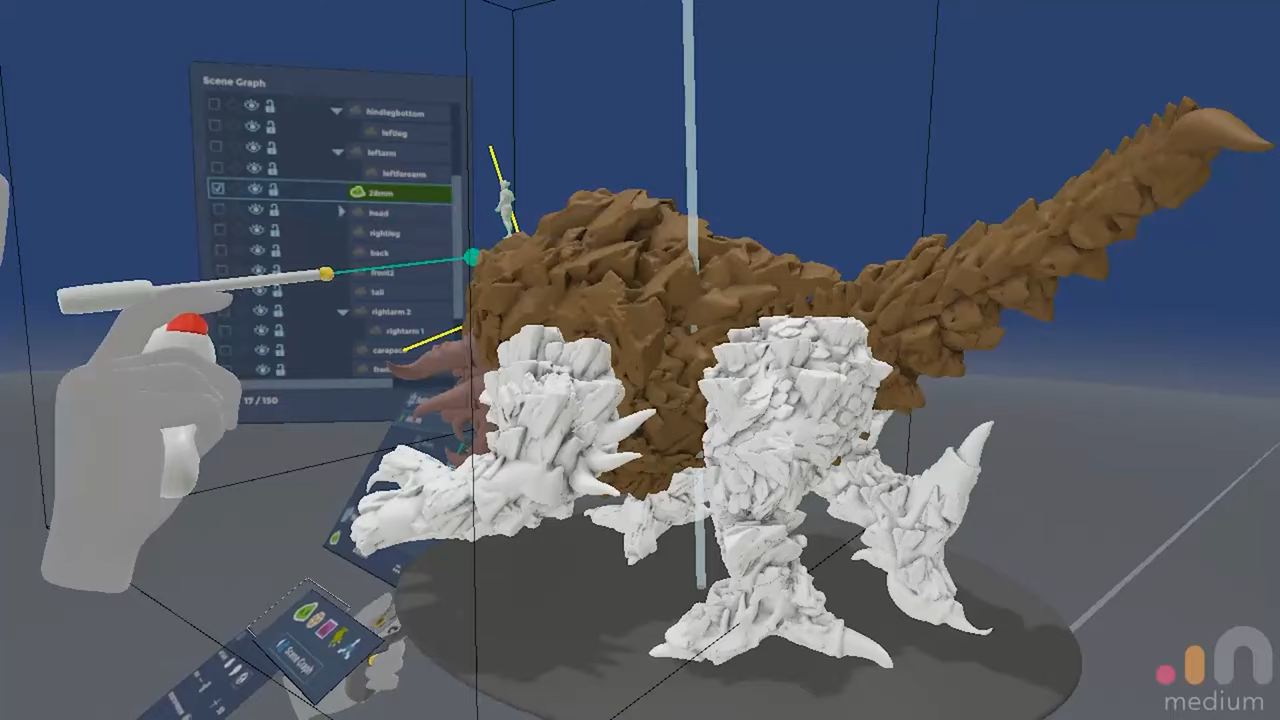 Scene Graph
hindlegbottom
leftleg
leftarm
leftforearm
28mm
head
rightleg
back
front2
tail
rightarm 2
rightarm 1
17 / 150
Scene Graph
medium